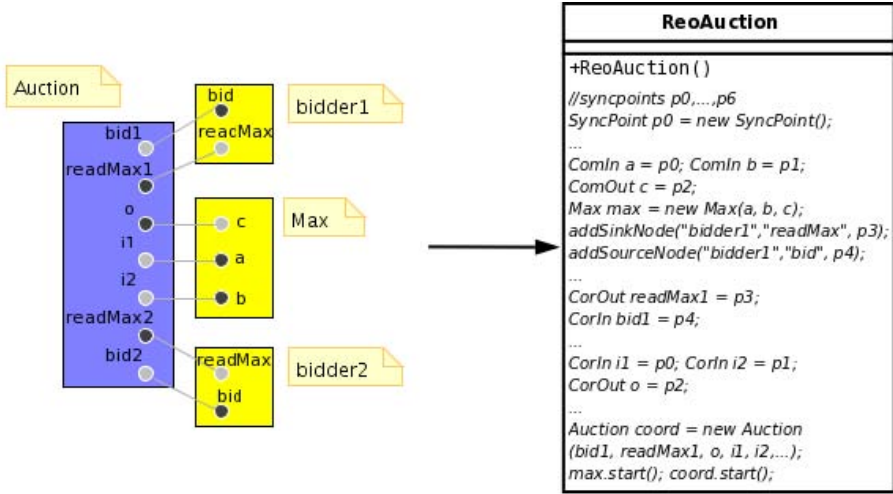 Auction
bid1
readMax1
o
i1
i2
readMax2
bid2
bid
readMax
bidder1
c
a
b
Max
readMax
bid
bidder2
ReoAuction
+ReoAuction()
//syncpoints p0,...,p6
SyncPoint p0 = new SyncPoint();
...
ComIn a = p0; ComIn b = p1;
ComOut c = p2;
Max max = new Max(a, b, c);
addSinkNode("bidder1","readMax", p3);
addSourceNode("bidder1","bid", p4);
...
CorOut readMax1 = p3;
CorIn bid1 = p4;
...
CorIn i1 = p0; CorIn i2 = p1;
CorOut o = p2;
...
Auction coord = new Auction
(bid1, readMax1, o, i1, i2,...);
max.start(); coord.start();